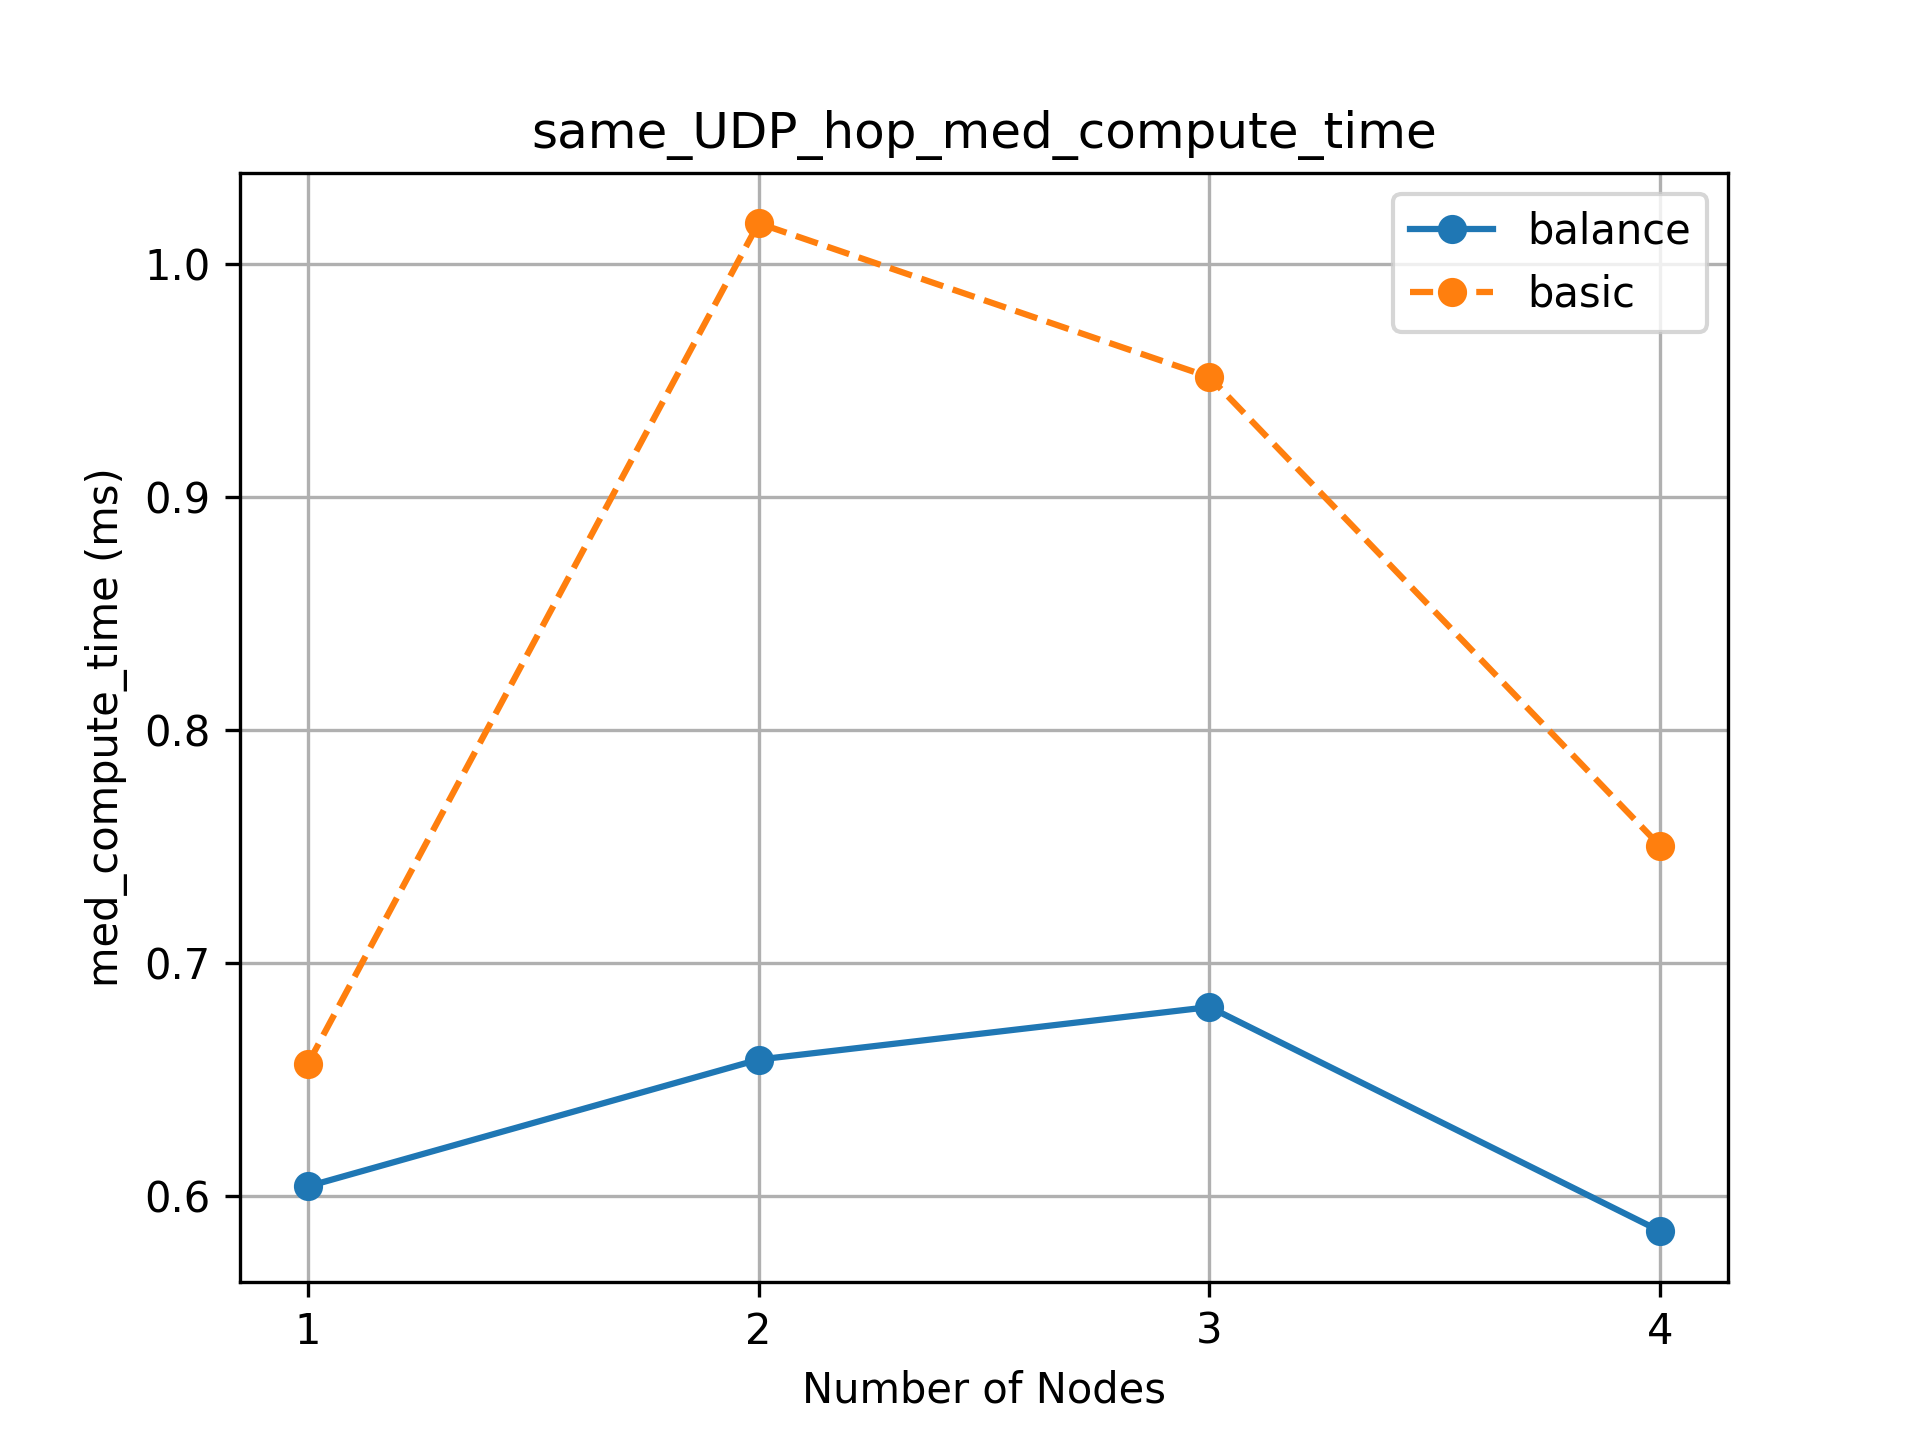 same_UDP_hop_med_compute_time
balance
basic
med_compute_time (ms)
1.0
0.9
0.8
0.7
0.6
1
2
3
4
Number of Nodes